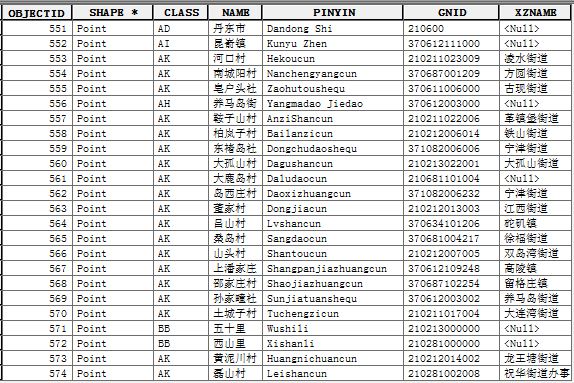 OBJECTID SHAPE * CLASS NAME PINYIN GNID XZNAME
551 Point AD 丹东市 Dandong Shi 210600 <Null>
552 Point AI 昆嵛镇 Kunyu Zhen 370612111000 <Null>
553 Point AK 河口村 Hekoucun 210211023009 凌水街道
554 Point AK 南城阳村 Nanchengyangcun 370687001209 方圆街道
555 Point AK 皂户头社 Zaohutoushequ 370611006000 古现街道
556 Point AH 养马岛街 Yangmadao Jiedao 370612003000 <Null>
557 Point AK 鞍子山村 AnziShancun 210211022006 革镇堡街道
558 Point AK 柏岚子村 Bailanzicun 210212006014 铁山街道
559 Point AK 东楮岛社 Dongchudaoshequ 371082006006 宁津街道
560 Point AK 大孤山村 Dagushancun 210213022001 大孤山街道
561 Point AK 大鹿岛村 Daludaocun 210681101004 <Null>
562 Point AK 岛西庄村 Daoxizhuangcun 371082006232 宁津街道
563 Point AK 董家村 Dongjiacun 210212013003 江西街道
564 Point AK 吕山村 Lvshancun 370634101206 砣矶镇
565 Point AK 桑岛村 Sangdaocun 370681004217 徐福街道
566 Point AK 山头村 Shantoucun 210212007005 双岛湾街道
567 Point AK 上潘家庄 Shangpanjiazhuangcun 370612109248 高陵镇
568 Point AK 邵家庄村 Shaojiazhuangcun 370687102254 留格庄镇
569 Point AK 孙家疃社 Sunjiatuanshequ 370612003002 养马岛街道
570 Point AK 土城子村 Tuchengzicun 210211017004 大连湾街道
571 Point BB 五十里 Wushili 210213000000 <Null>
572 Point BB 西山里 Xishanli 210281000000 <Null>
573 Point AK 黄泥川村 Huangnichuancun 210212014002 龙王塘街道
574 Point AK 磊山村 Leishancun 210281002008 祝华街道办事